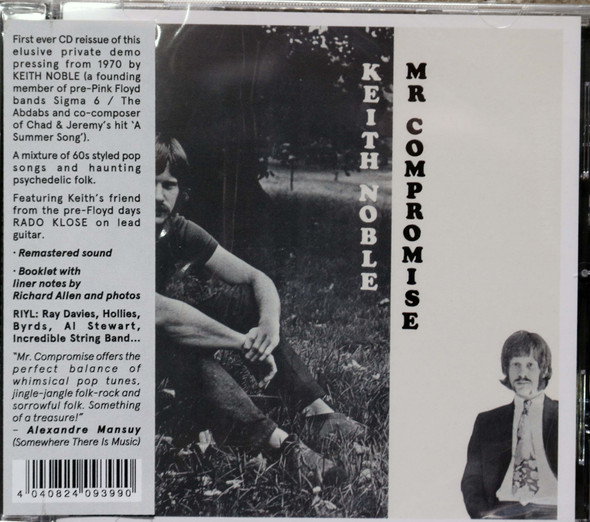 First ever CD reissue of this
elusive private demo
pressing from 1970 by
KEITH NOBLE (a founding
member of pre-Pink Floyd
bands Sigma 6 / The
Abdabs and co-composer
of Chad & Jeremy's hit 'A
Summer Song').
A mixture of 60s styled pop
songs and haunting
psychedelic folk.
Featuring Keith's friend
from the pre-Floyd days
RADO KLOSE on lead
guitar.
· Remastered sound
· Booklet with
liner notes by
Richard Allen and photos
RIYL: Ray Davies, Hollies,
Byrds, Al Stewart,
Incredible String Band...
"Mr. Compromise offers the
perfect balance of
whimsical pop tunes,
jingle-jangle folk-rock and
sorrowful folk. Something
of a treasure!"
– Alexandre Mansuy
(Somewhere There Is Music)
4 040824 093990
KEITH NOBLE
MR COMPROMISE